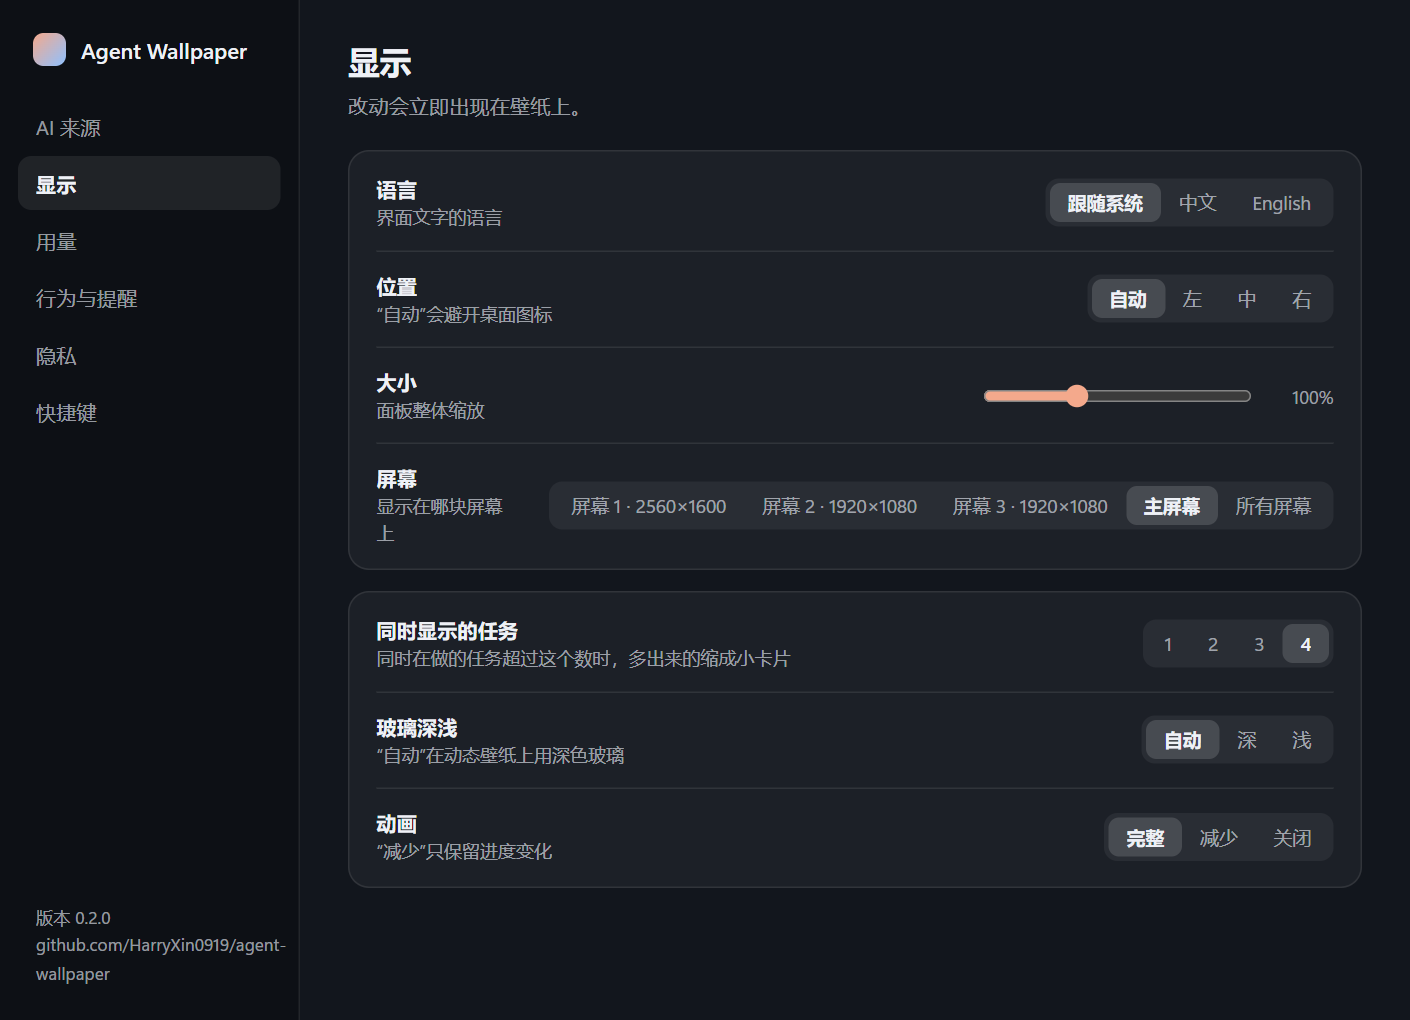 Agent Wallpaper
AI 来源
显示
用量
行为与提醒
隐私
快捷键
版本 0.2.0
github.com/HarryXin0919/agent-
wallpaper
显示
改动会立即出现在壁纸上。
语言
界面文字的语言
跟随系统 中文 English
位置
“自动”会避开桌面图标
自动 左 中 右
大小
面板整体缩放
100%
屏幕
显示在哪块屏幕
上
屏幕 1 · 2560×1600 屏幕 2 · 1920×1080 屏幕 3 · 1920×1080 主屏幕 所有屏幕
同时显示的任务
同时在做的任务超过这个数时，多出来的缩成小卡片
1 2 3 4
玻璃深浅
“自动”在动态壁纸上用深色玻璃
自动 深 浅
动画
“减少”只保留进度变化
完整 减少 关闭